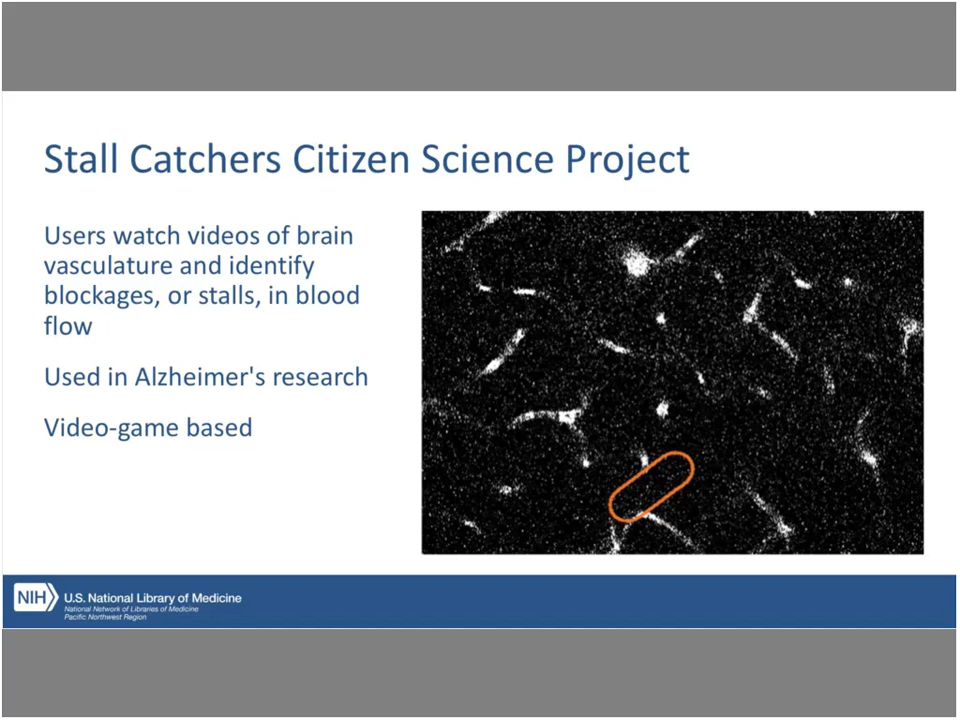 Stall Catchers Citizen Science Project
Users watch videos of brain
vasculature and identify
blockages, or stalls, in blood
flow
Used in Alzheimer's research
Video-game based
NIH
U.S. National Library of Medicine
National Network of Libraries of Medicine
Pacific Northwest Region